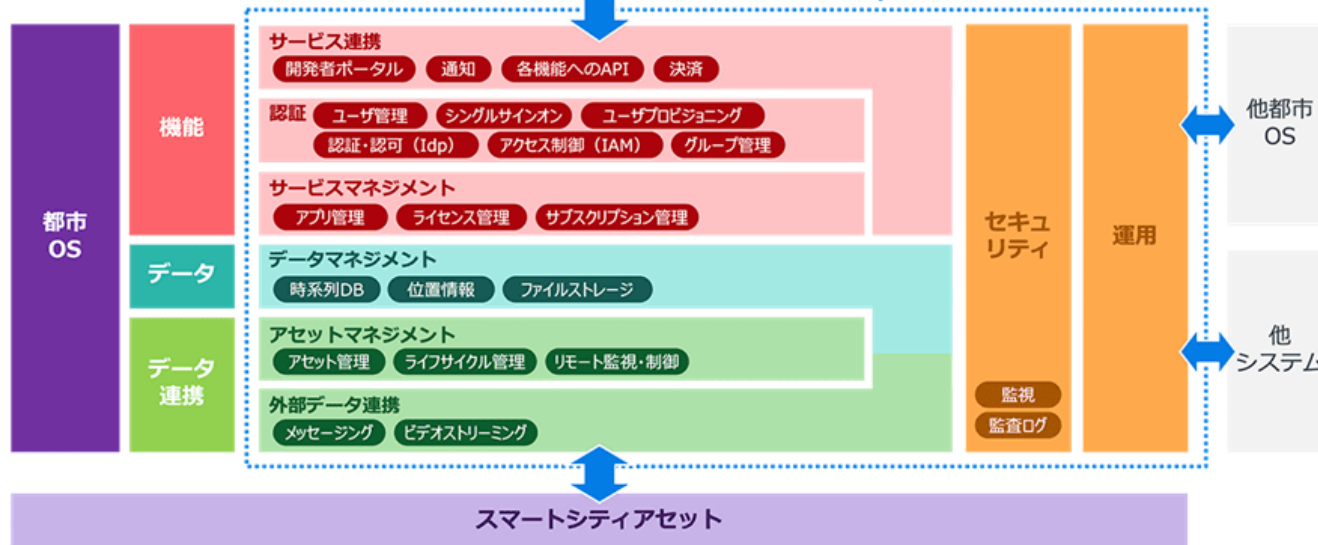 都市
OS
機能
データ
データ
連携
サービス連携
開発者ポータル 通知 各機能へのAPI 決済
認証 ユーザ管理 シングルサインオン ユーザプロビジョニング
認証・認可（Idp） アクセス制御（IAM） グループ管理
サービスマネジメント
アプリ管理 ライセンス管理 サブスクリプション管理
データマネジメント
時系列DB 位置情報 ファイルストレージ
アセットマネジメント
アセット管理 ライフサイクル管理 リモート監視・制御
外部データ連携
メッセージング ビデオストリーミング
セキュ
リティ
監視
監査ログ
運用
他都市
OS
他
システム
スマートシティアセット